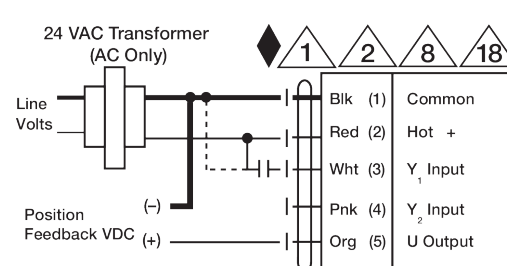 24 VAC Transformer
(AC Only)
1 2 8 18
Line
Volts
Blk (1) Common
Red (2) Hot +
Wht (3) Y₁ Input
Pnk (4) Y₂ Input
Org (5) U Output
Position
Feedback VDC
(–)
(+)